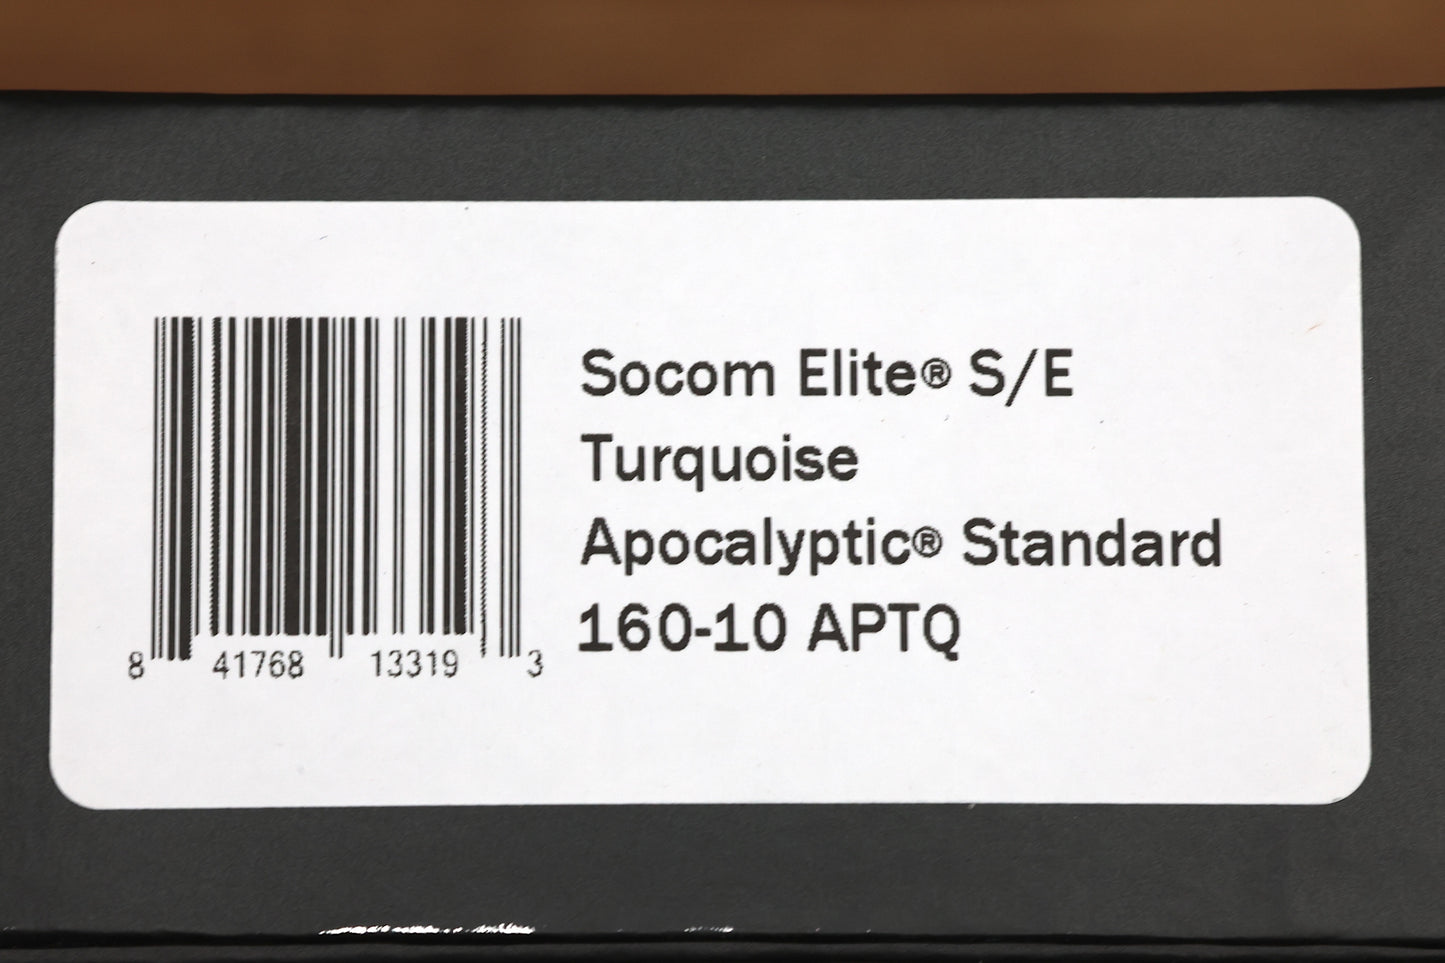 Socom Elite® S/E
Turquoise
Apocalyptic® Standard
160-10 APTQ
8 41768 13319 3